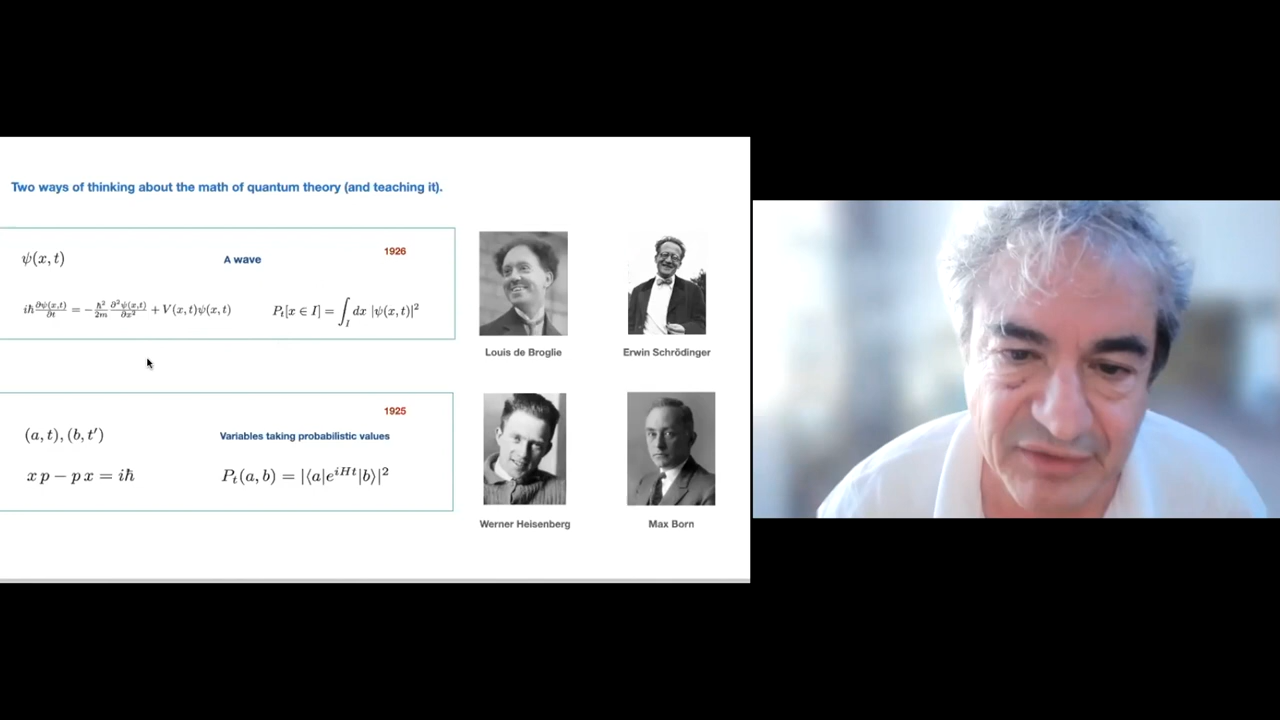 Two ways of thinking about the math of quantum theory (and teaching it).
ψ(x, t)
A wave
1926
iℏ ∂ψ(x,t)/∂t = −ℏ²/2m ∂²ψ(x,t)/∂x² + V(x, t)ψ(x, t)
Pₜ[x ∈ I] = ∫_I dx |ψ(x, t)|²
Louis de Broglie
Erwin Schrödinger
1925
(a, t), (b, t′)
Variables taking probabilistic values
x p − p x = iℏ
Pₜ(a, b) = |⟨a|e^{iHt}|b⟩|²
Werner Heisenberg
Max Born